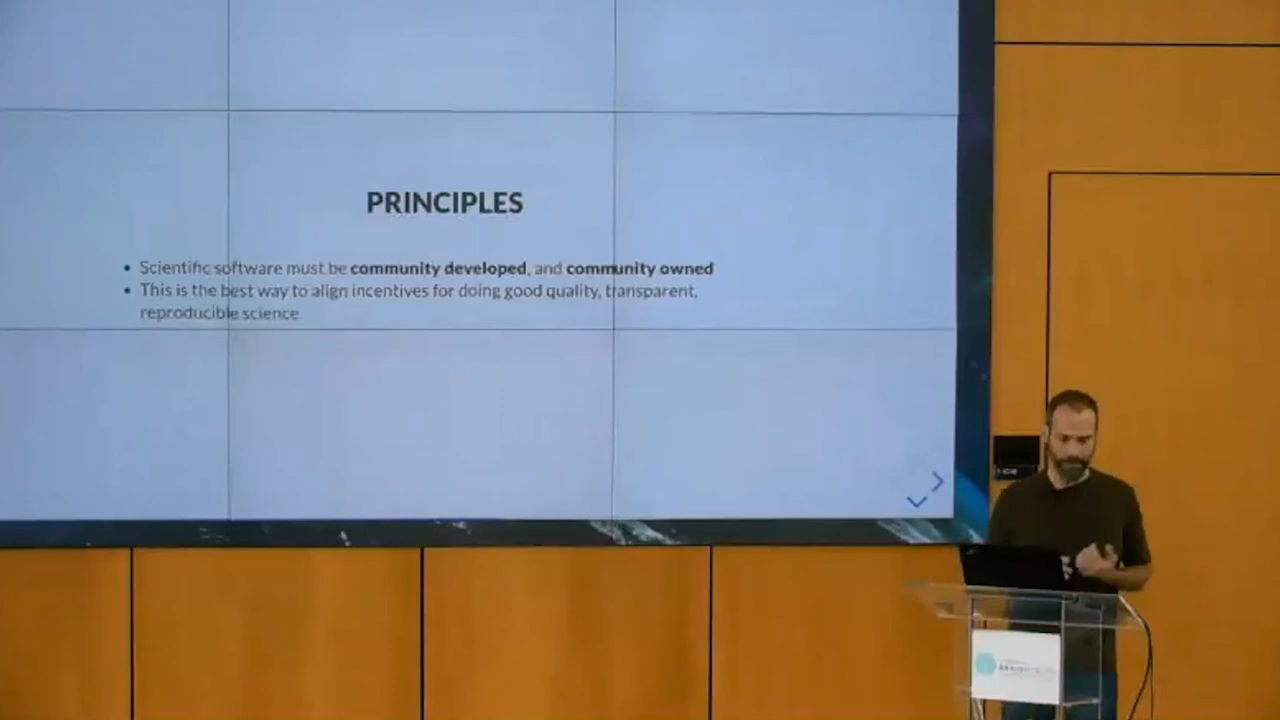 PRINCIPLES
• Scientific software must be community developed, and community owned
• This is the best way to align incentives for doing good quality, transparent,
reproducible science